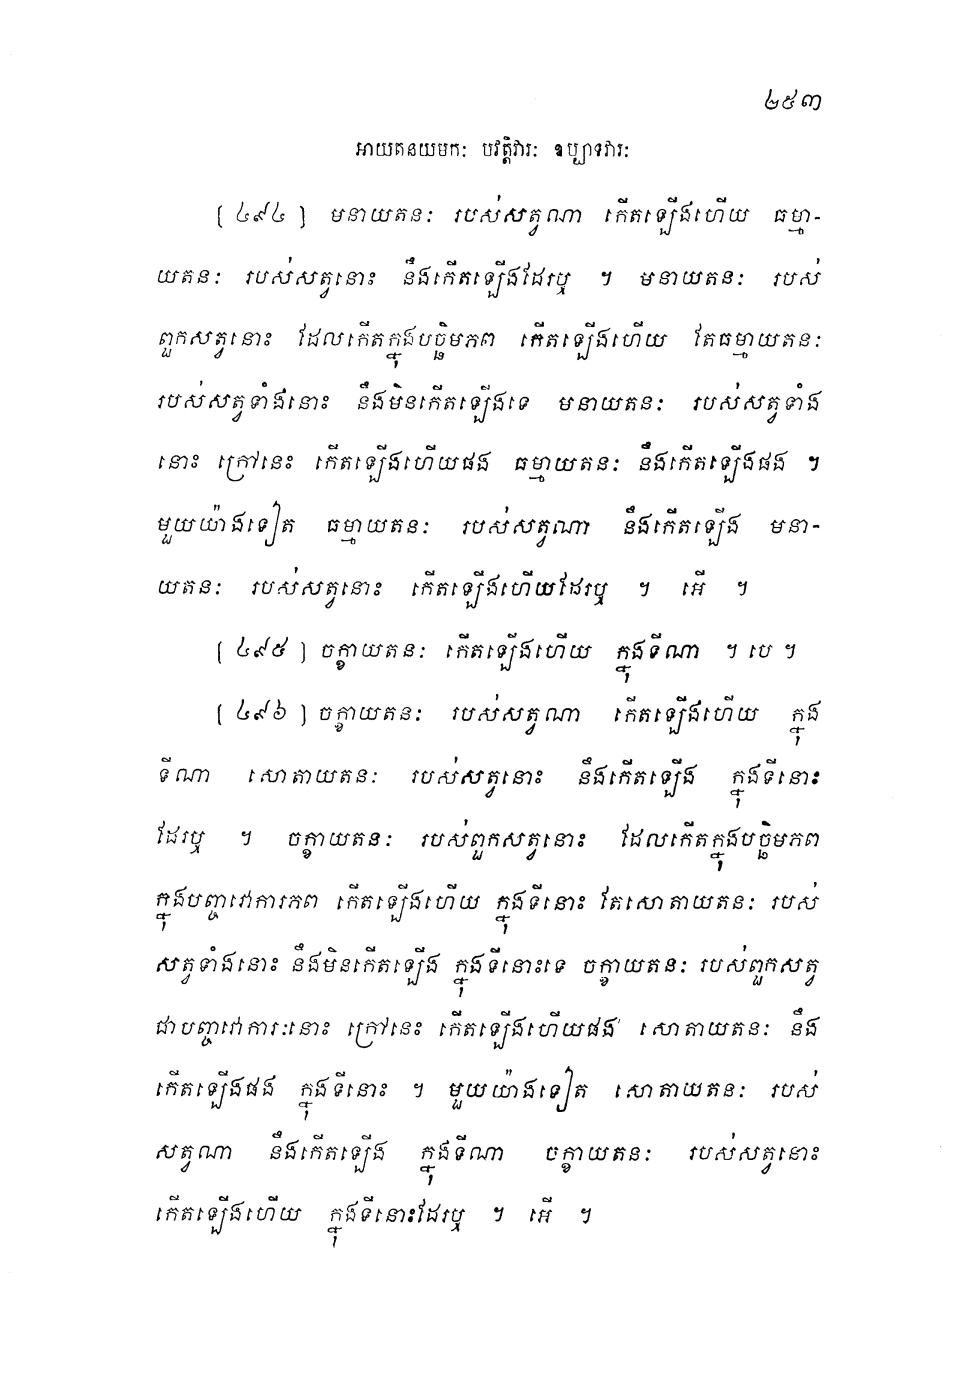 ២៥៣
អាយតនយមកៈ បវត្តិវារៈ ឧប្បាទវារៈ
[ ៤៩៤ ] មនាយតនៈ របស់សត្វណា កើតឡើងហើយ ធម្មា-
យតនៈ របស់សត្វនោះ នឹងកើតឡើងដែរឬ ។ មនាយតនៈ របស់
ពួកសត្វនោះ ដែលកើតក្នុងបច្ឆិមភព កើតឡើងហើយ តែធម្មាយតនៈ
របស់សត្វទាំងនោះ នឹងមិនកើតឡើងទេ មនាយតនៈ របស់សត្វទាំង
នោះ ក្រៅនេះ កើតឡើងហើយផង ធម្មាយតនៈ នឹងកើតឡើងផង ។
មួយយ៉ាងទៀត ធម្មាយតនៈ របស់សត្វណា នឹងកើតឡើង មនា-
យតនៈ របស់សត្វនោះ កើតឡើងហើយដែរឬ ។ អើ ។
[ ៤៩៥ ] ចក្ខាយតនៈ កើតឡើងហើយ ក្នុងទីណា ។ បេ ។
[ ៤៩៦ ] ចក្ខាយតនៈ របស់សត្វណា កើតឡើងហើយ ក្នុង
ទីណា សោតាយតនៈ របស់សត្វនោះ នឹងកើតឡើង ក្នុងទីនោះ
ដែរឬ ។ ចក្ខាយតនៈ របស់ពួកសត្វនោះ ដែលកើតក្នុងបច្ឆិមភព
ក្នុងបញ្ចវោការភព កើតឡើងហើយ ក្នុងទីនោះ តែសោតាយតនៈ របស់
សត្វទាំងនោះ នឹងមិនកើតឡើង ក្នុងទីនោះទេ ចក្ខាយតនៈ របស់ពួកសត្វ
ជាបញ្ចវោការៈនោះ ក្រៅនេះ កើតឡើងហើយផង សោតាយតនៈ នឹង
កើតឡើងផង ក្នុងទីនោះ ។ មួយយ៉ាងទៀត សោតាយតនៈ របស់
សត្វណា នឹងកើតឡើង ក្នុងទីណា ចក្ខាយតនៈ របស់សត្វនោះ
កើតឡើងហើយ ក្នុងទីនោះដែរឬ ។ អើ ។